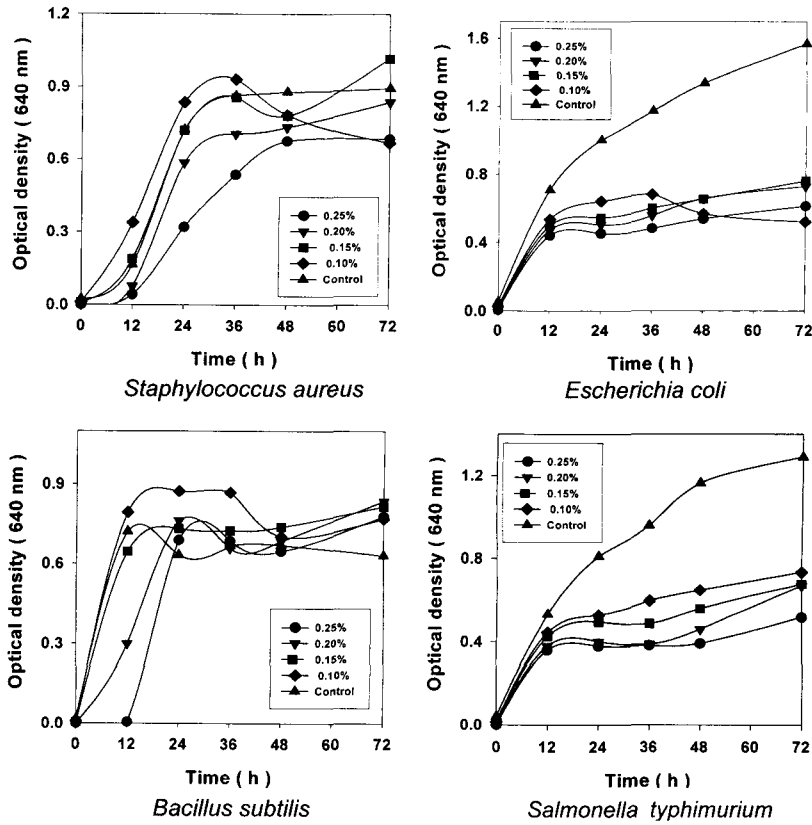 1.2
0.9
0.6
0.3
0.0
Optical density ( 640 nm )
0.25%
0.20%
0.15%
0.10%
Control
0 12 24 36 48 60 72
Time ( h )
Staphylococcus aureus
1.6
1.2
0.8
0.4
0.0
Optical density ( 640 nm )
0.25%
0.20%
0.15%
0.10%
Control
0 12 24 36 48 60 72
Time ( h )
Escherichia coli
0.9
0.6
0.3
0.0
Optical density ( 640 nm )
0.25%
0.20%
0.15%
0.10%
Control
0 12 24 36 48 60 72
Time ( h )
Bacillus subtilis
1.2
0.8
0.4
0.0
Optical density ( 640 nm )
0.25%
0.20%
0.15%
0.10%
Control
0 12 24 36 48 60 72
Time ( h )
Salmonella typhimurium